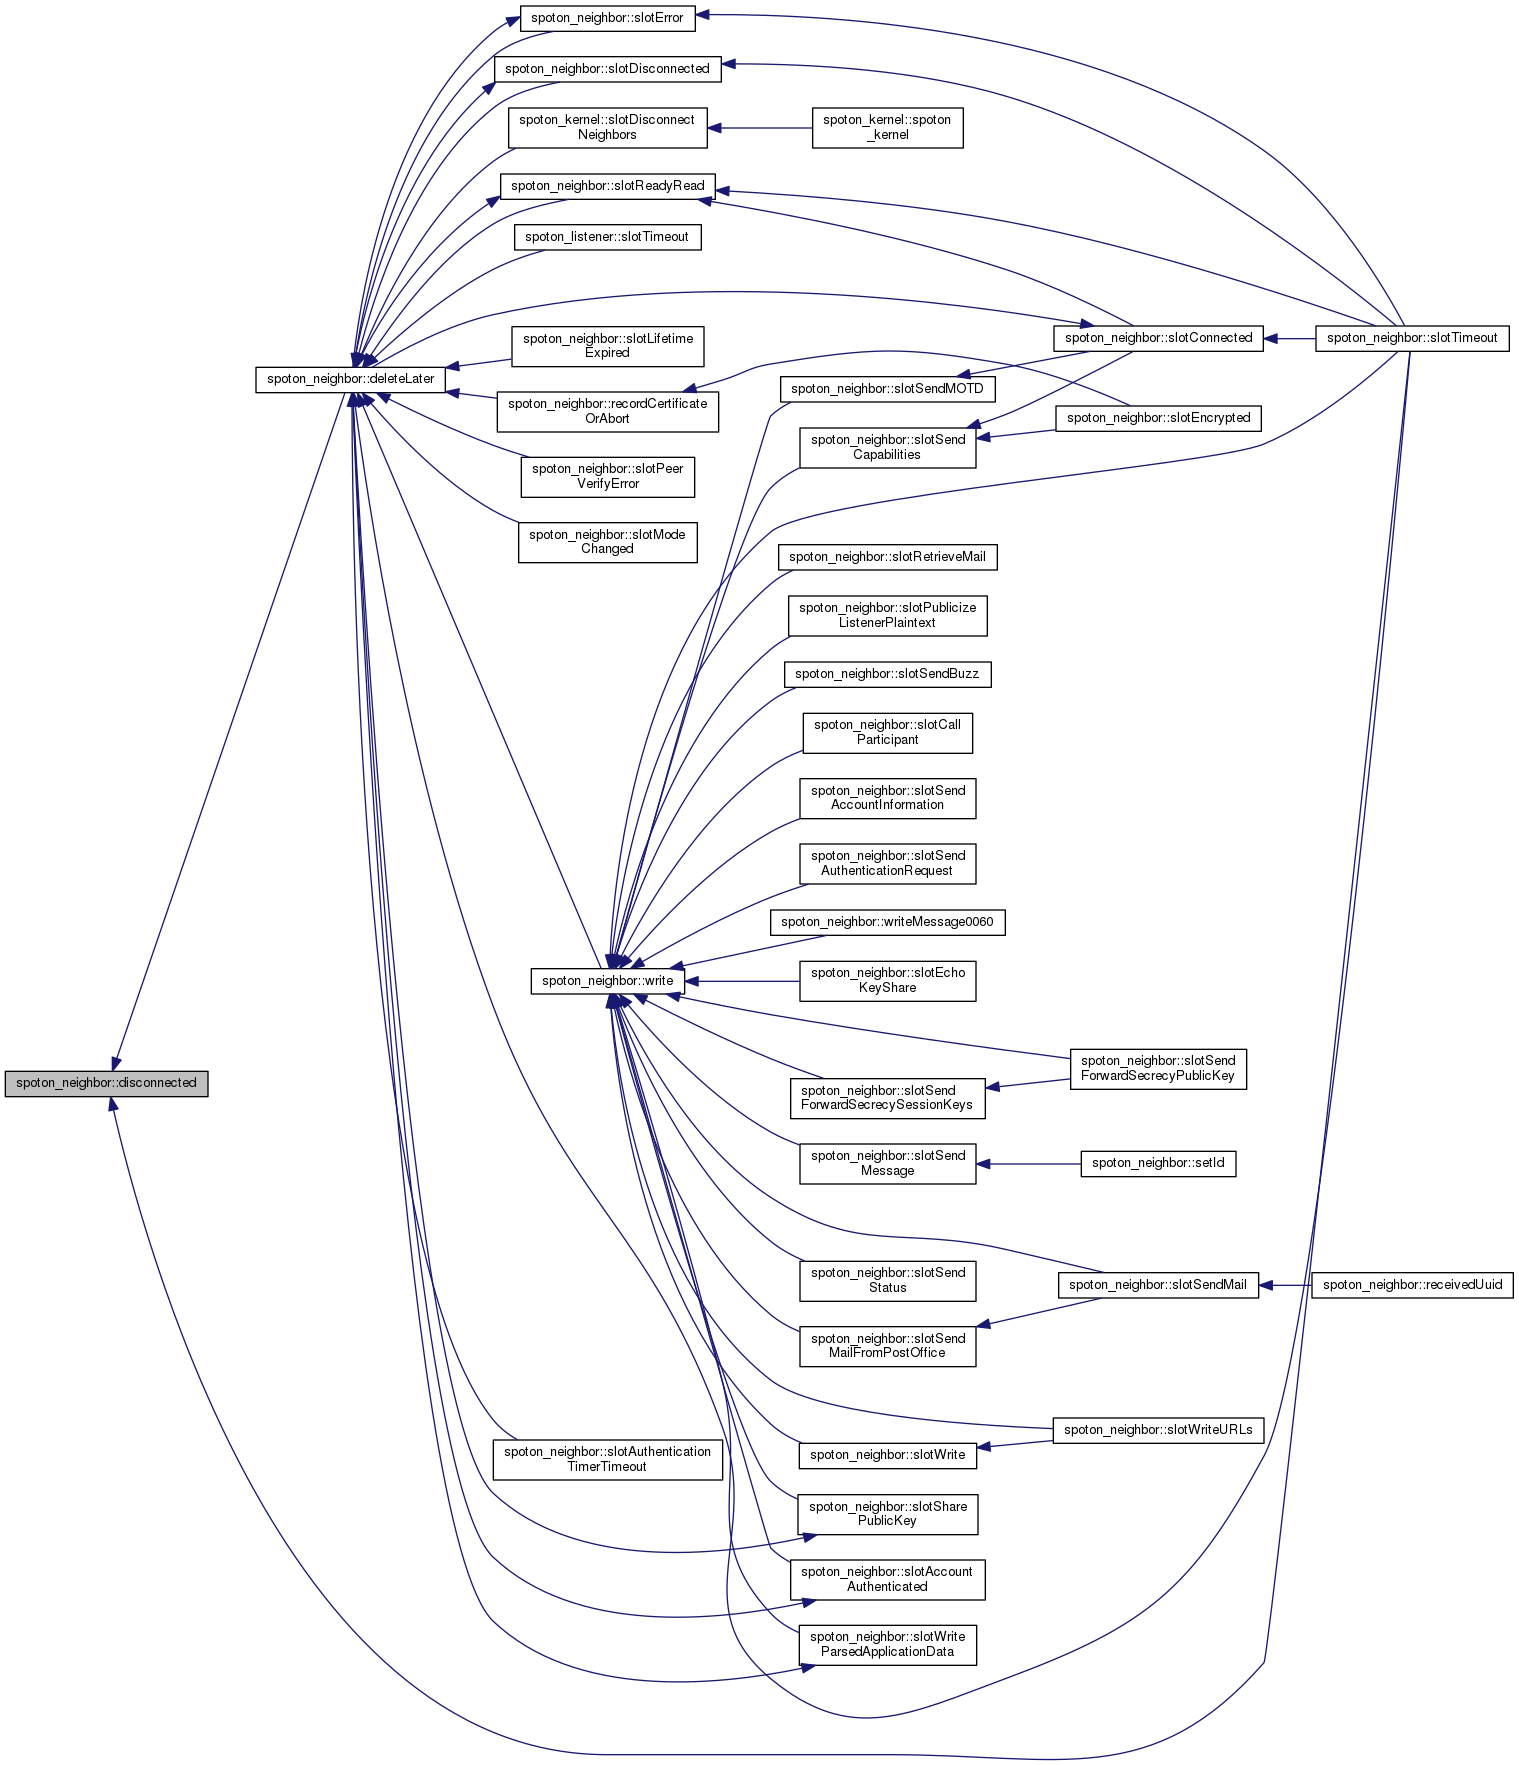 spoton_neighbor::slotError
spoton_neighbor::slotDisconnected
spoton_kernel::slotDisconnect
Neighbors
spoton_kernel::spoton
_kernel
spoton_neighbor::slotReadyRead
spoton_listener::slotTimeout
spoton_neighbor::slotLifetime
Expired
spoton_neighbor::slotConnected
spoton_neighbor::slotTimeout
spoton_neighbor::deleteLater
spoton_neighbor::recordCertificate
OrAbort
spoton_neighbor::slotSendMOTD
spoton_neighbor::slotEncrypted
spoton_neighbor::slotSend
Capabilities
spoton_neighbor::slotPeer
VerifyError
spoton_neighbor::slotMode
Changed
spoton_neighbor::slotRetrieveMail
spoton_neighbor::slotPublicize
ListenerPlaintext
spoton_neighbor::slotSendBuzz
spoton_neighbor::slotCall
Participant
spoton_neighbor::slotSend
AccountInformation
spoton_neighbor::slotSend
AuthenticationRequest
spoton_neighbor::writeMessage0060
spoton_neighbor::write
spoton_neighbor::slotEcho
KeyShare
spoton_neighbor::disconnected
spoton_neighbor::slotSend
ForwardSecrecyPublicKey
spoton_neighbor::slotSend
ForwardSecrecySessionKeys
spoton_neighbor::slotSend
Message
spoton_neighbor::setId
spoton_neighbor::slotSend
Status
spoton_neighbor::slotSendMail
spoton_neighbor::receivedUuid
spoton_neighbor::slotSend
MailFromPostOffice
spoton_neighbor::slotWriteURLs
spoton_neighbor::slotAuthentication
TimerTimeout
spoton_neighbor::slotWrite
spoton_neighbor::slotShare
PublicKey
spoton_neighbor::slotAccount
Authenticated
spoton_neighbor::slotWrite
ParsedApplicationData